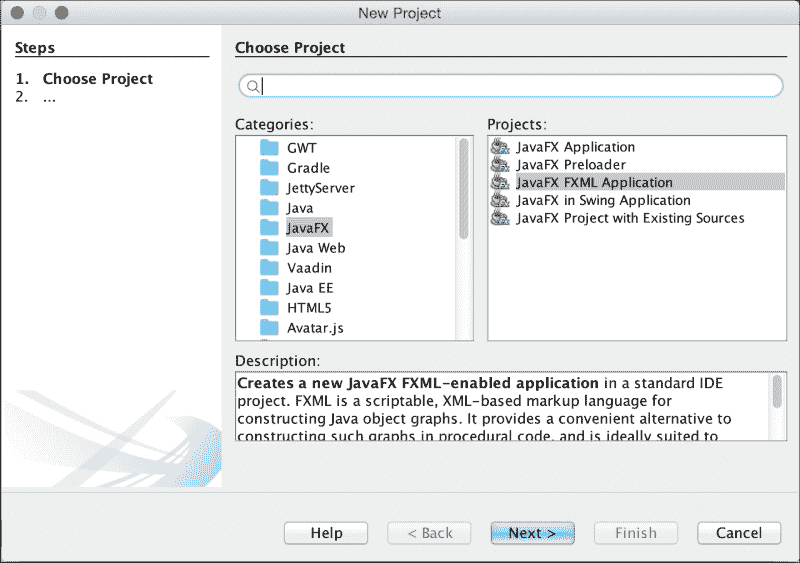 New Project
Steps
1. Choose Project
2. ...
Choose Project
Categories:
GWT
Gradle
JettyServer
Java
JavaFX
Java Web
Vaadin
Java EE
HTML5
Avatar.js
Projects:
JavaFX Application
JavaFX Preloader
JavaFX FXML Application
JavaFX in Swing Application
JavaFX Project with Existing Sources
Description:
Creates a new JavaFX FXML-enabled application in a standard IDE
project. FXML is a scriptable, XML-based markup language for
constructing Java object graphs. It provides a convenient alternative to
constructing such graphs in procedural code, and is ideally suited to
Help
< Back
Next >
Finish
Cancel